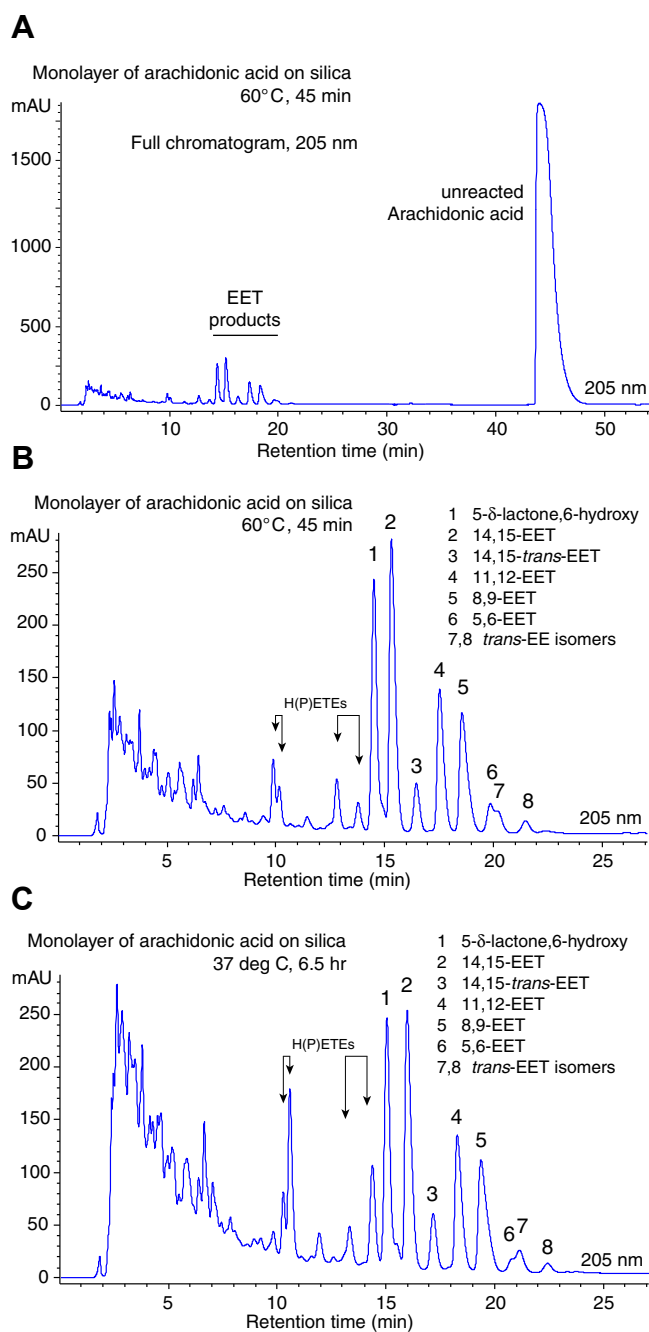 A
Monolayer of arachidonic acid on silica
60°C, 45 min
mAU
Full chromatogram, 205 nm
1500
unreacted
Arachidonic acid
1000
EET
products
500
205 nm
0
10 20 30 40 50
Retention time (min)
B
Monolayer of arachidonic acid on silica
60°C, 45 min
mAU
1 5-δ-lactone,6-hydroxy
2 14,15-EET
3 14,15-trans-EET
4 11,12-EET
5 8,9-EET
6 5,6-EET
7,8 trans-EE isomers
250
200
150
100
50
0
H(P)ETEs
1 2 3 4 5 6 7 8
205 nm
5 10 15 20 25
Retention time (min)
C
Monolayer of arachidonic acid on silica
37 deg C, 6.5 hr
mAU
1 5-δ-lactone,6-hydroxy
2 14,15-EET
3 14,15-trans-EET
4 11,12-EET
5 8,9-EET
6 5,6-EET
7,8 trans-EET isomers
250
200
150
100
50
0
H(P)ETEs
1 2 3 4 5 6 7 8
205 nm
5 10 15 20 25
Retention time (min)